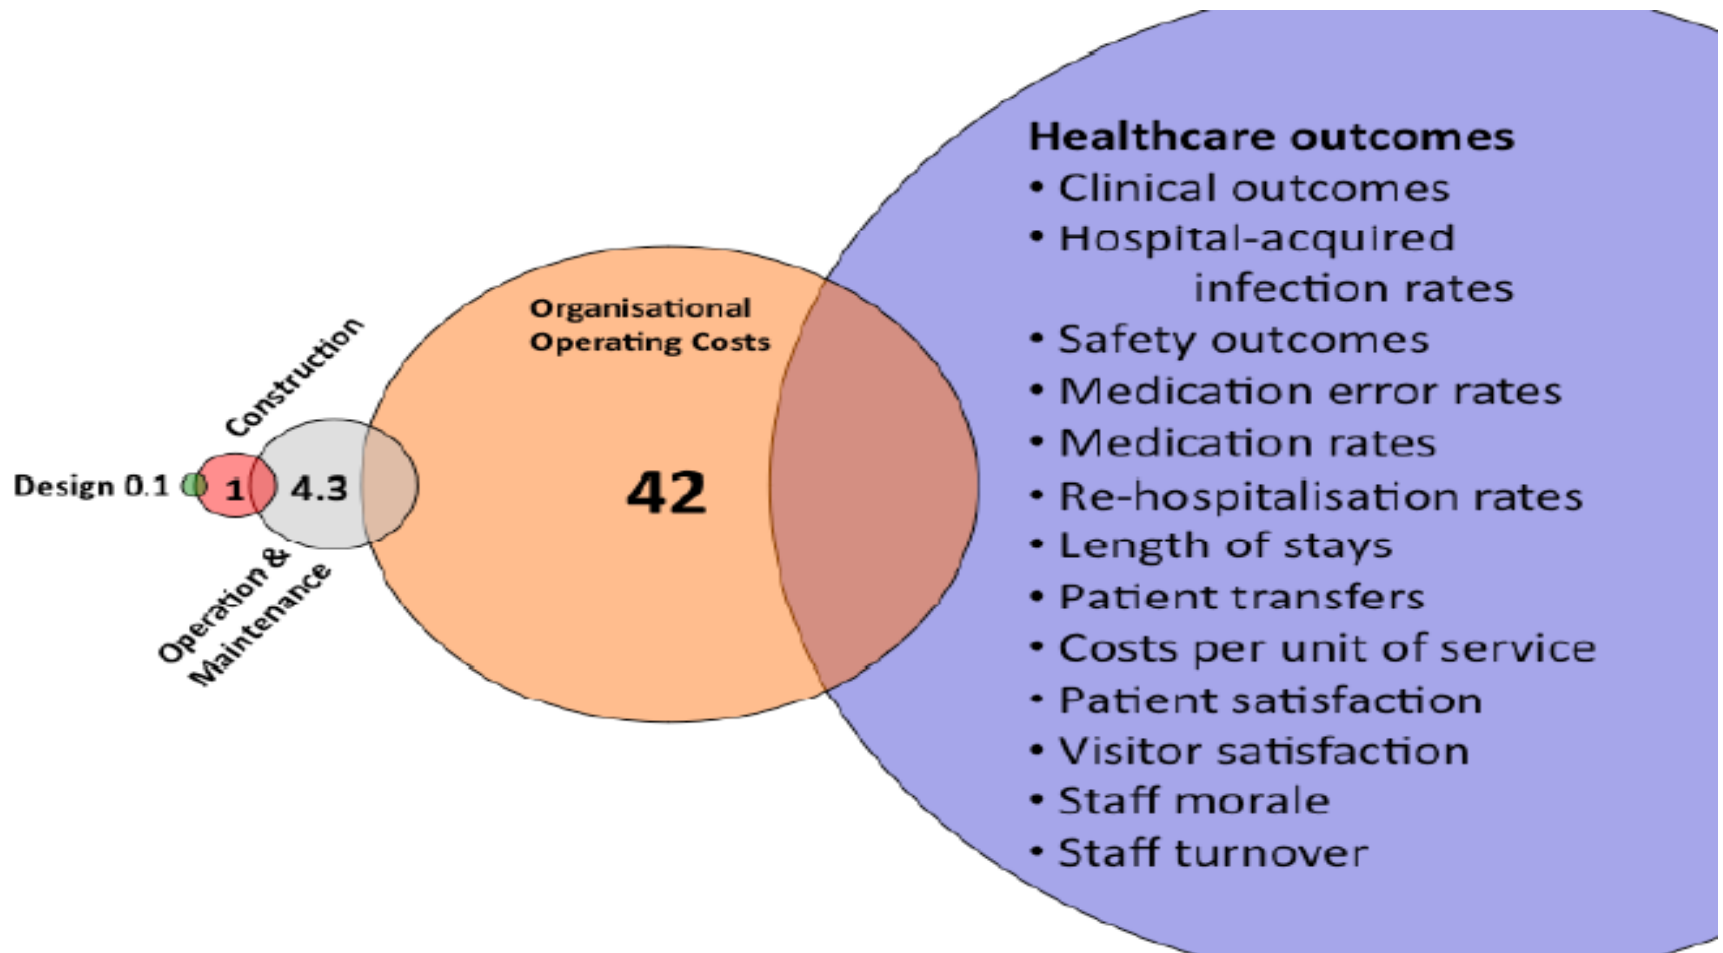 Design 0.1
Construction
1
4.3
Operation &
Maintenance
Organisational
Operating Costs
42
Healthcare outcomes
• Clinical outcomes
• Hospital-acquired
infection rates
• Safety outcomes
• Medication error rates
• Medication rates
• Re-hospitalisation rates
• Length of stays
• Patient transfers
• Costs per unit of service
• Patient satisfaction
• Visitor satisfaction
• Staff morale
• Staff turnover